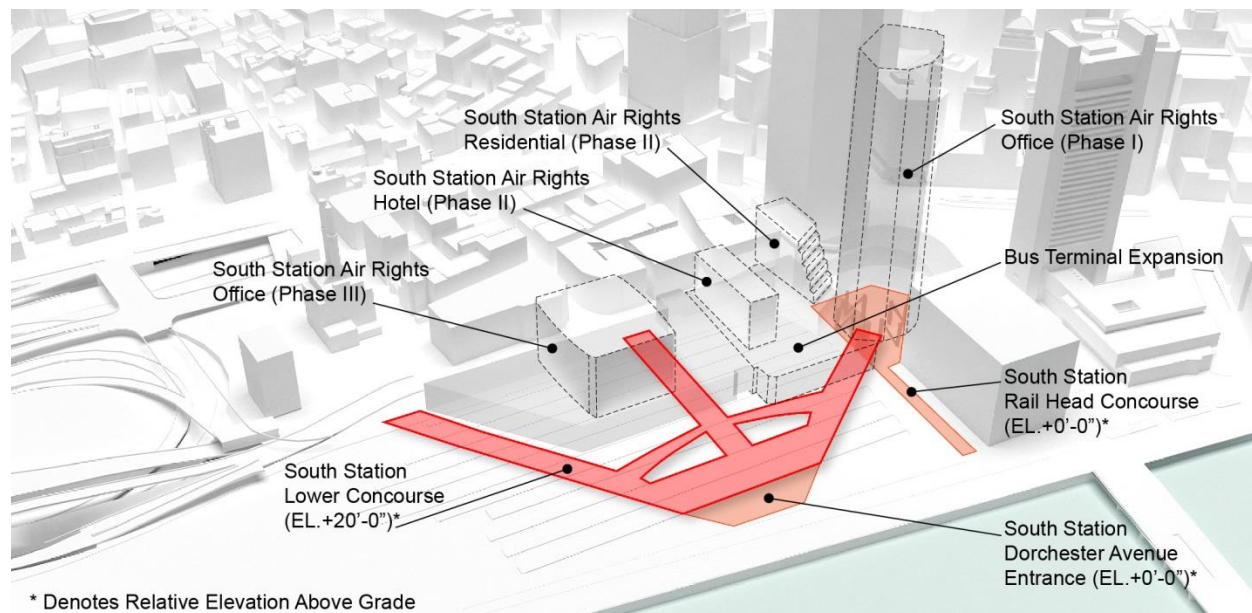 South Station Air Rights
Residential (Phase II)
South Station Air Rights
Office (Phase I)
South Station Air Rights
Hotel (Phase II)
Bus Terminal Expansion
South Station Air Rights
Office (Phase III)
South Station
Rail Head Concourse
(EL.+0'-0”)*
South Station
Lower Concourse
(EL.+20'-0”)*
South Station
Dorchester Avenue
Entrance (EL.+0'-0”)*
* Denotes Relative Elevation Above Grade